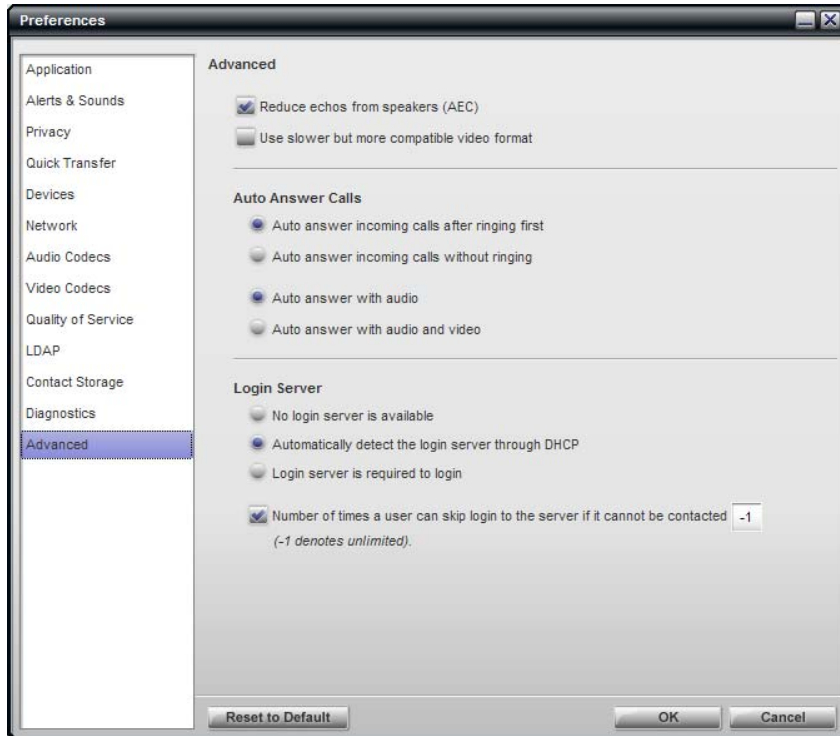 Preferences
Application
Alerts & Sounds
Privacy
Quick Transfer
Devices
Network
Audio Codecs
Video Codecs
Quality of Service
LDAP
Contact Storage
Diagnostics
Advanced
Advanced
Reduce echos from speakers (AEC)
Use slower but more compatible video format
Auto Answer Calls
Auto answer incoming calls after ringing first
Auto answer incoming calls without ringing
Auto answer with audio
Auto answer with audio and video
Login Server
No login server is available
Automatically detect the login server through DHCP
Login server is required to login
Number of times a user can skip login to the server if it cannot be contacted -1
(-1 denotes unlimited).
Reset to Default
OK
Cancel